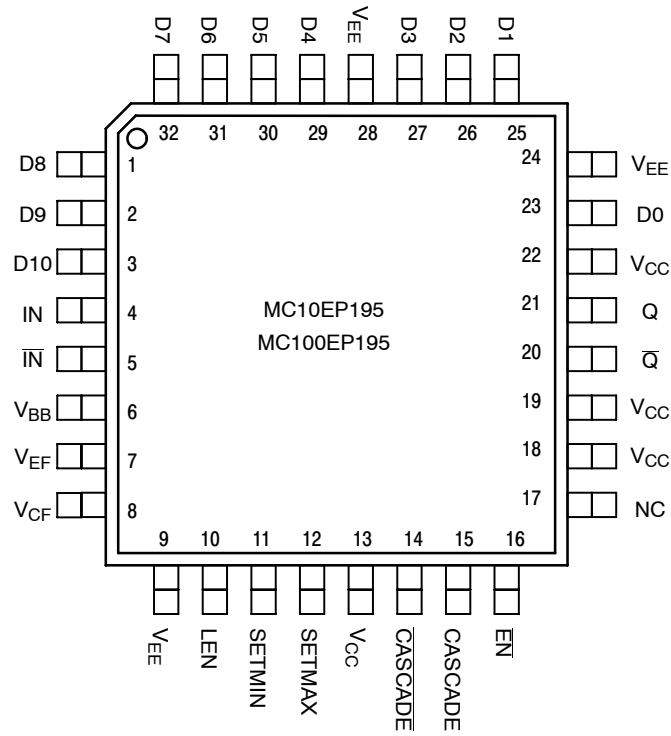 D7 D6 D5 D4 VEE D3 D2 D1
32 31 30 29 28 27 26 25
D8 1 24 VEE
D9 2 23 D0
D10 3 22 VCC
IN 4 21 Q
I̅N̅ 5 20 Q̅
VBB 6 19 VCC
VEF 7 18 VCC
VCF 8 17 NC
MC10EP195
MC100EP195
9 10 11 12 13 14 15 16
VEE LEN SETMIN SETMAX VCC C̅A̅S̅C̅A̅D̅E̅ CASCADE E̅N̅